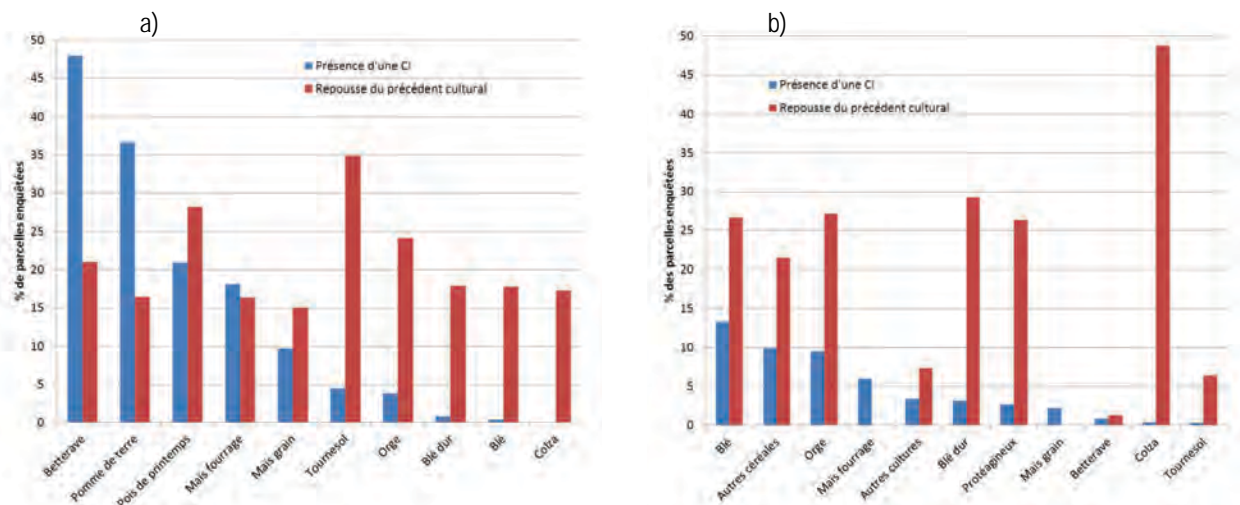 a)
50
45
40
35
30
25
20
15
10
5
0
% de parcelles enquêtées
Présence d'une CI
Repousse du précédent cultural
Betterave
Pomme de terre
Pois de printemps
Maïs fourrage
Maïs grain
Tournesol
Orge
Blé dur
Blé
Colza
b)
50
45
40
35
30
25
20
15
10
5
0
% des parcelles enquêtées
Présence d'une CI
Repousse du précédent cultural
Blé
Autres céréales
Orge
Maïs fourrage
Autres cultures
Blé dur
Protéagineux
Maïs grain
Betterave
Colza
Tournesol